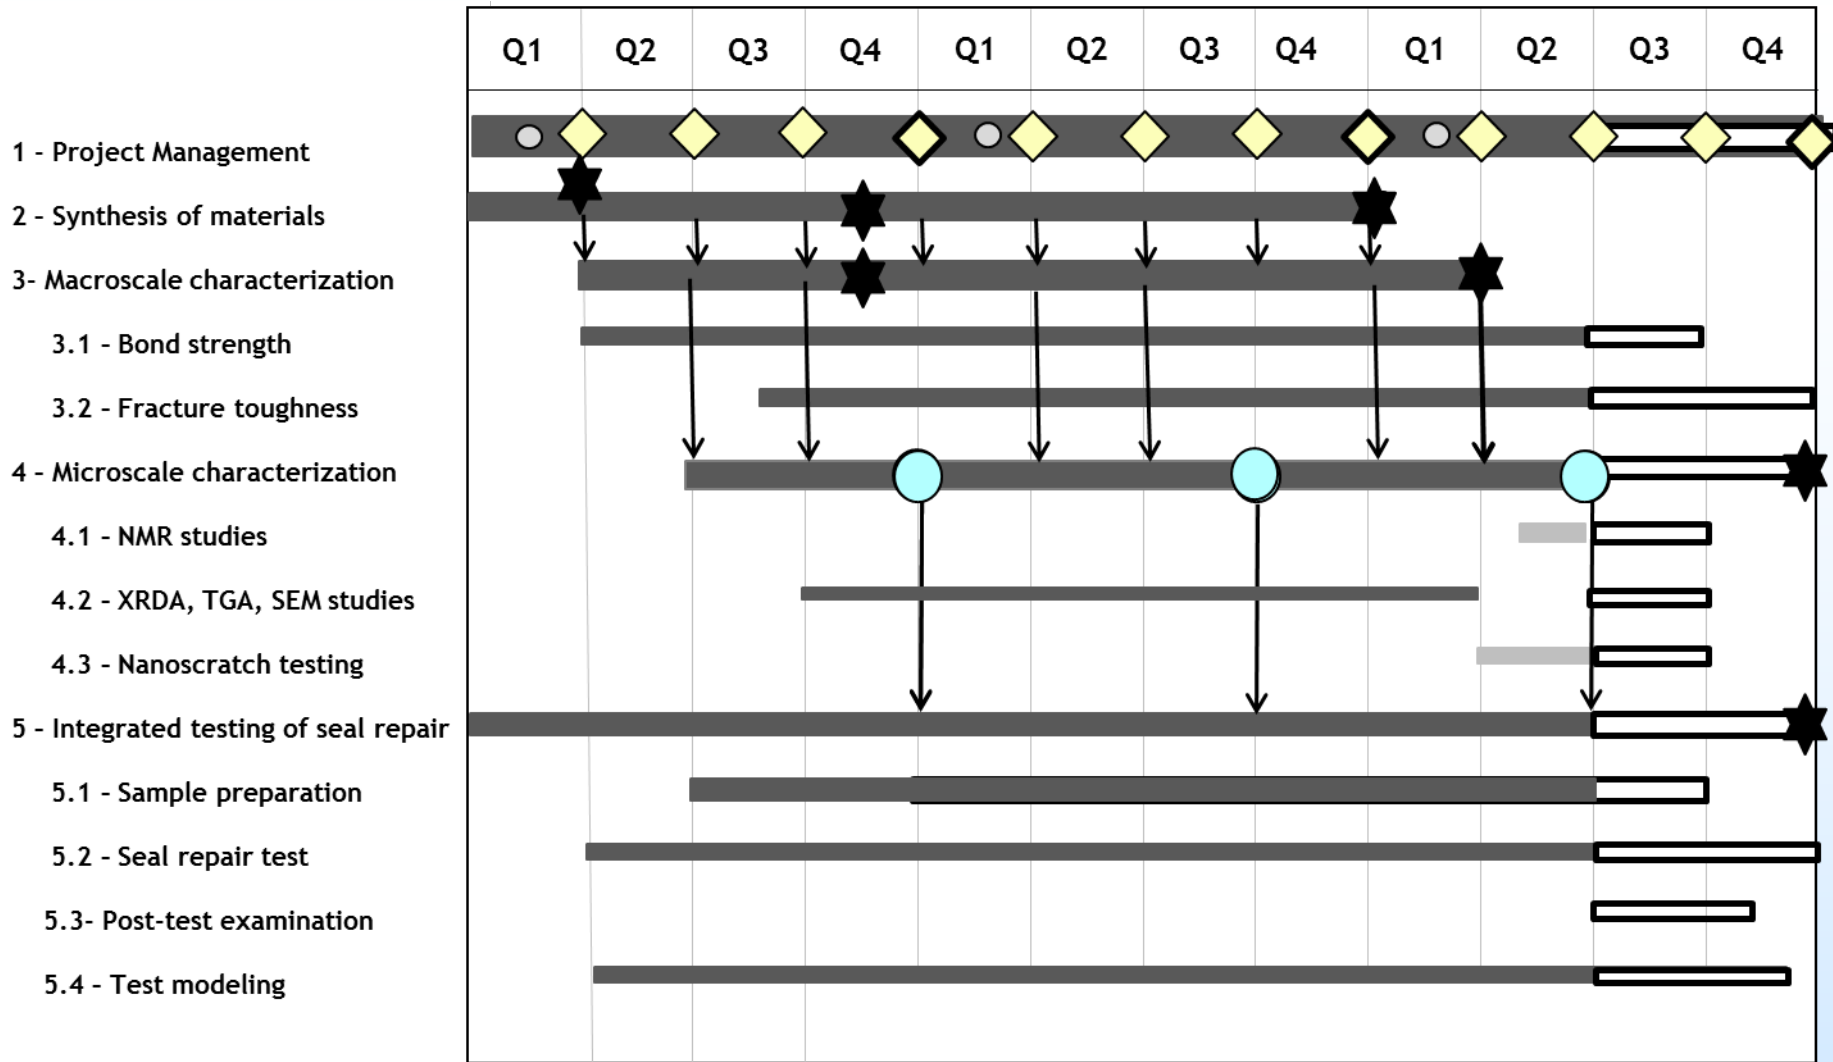 Q1 Q2 Q3 Q4 Q1 Q2 Q3 Q4 Q1 Q2 Q3 Q4
1 - Project Management
2 - Synthesis of materials
3- Macroscale characterization
3.1 - Bond strength
3.2 - Fracture toughness
4 - Microscale characterization
4.1 - NMR studies
4.2 - XRDA, TGA, SEM studies
4.3 - Nanoscratch testing
5 - Integrated testing of seal repair
5.1 - Sample preparation
5.2 - Seal repair test
5.3- Post-test examination
5.4 - Test modeling